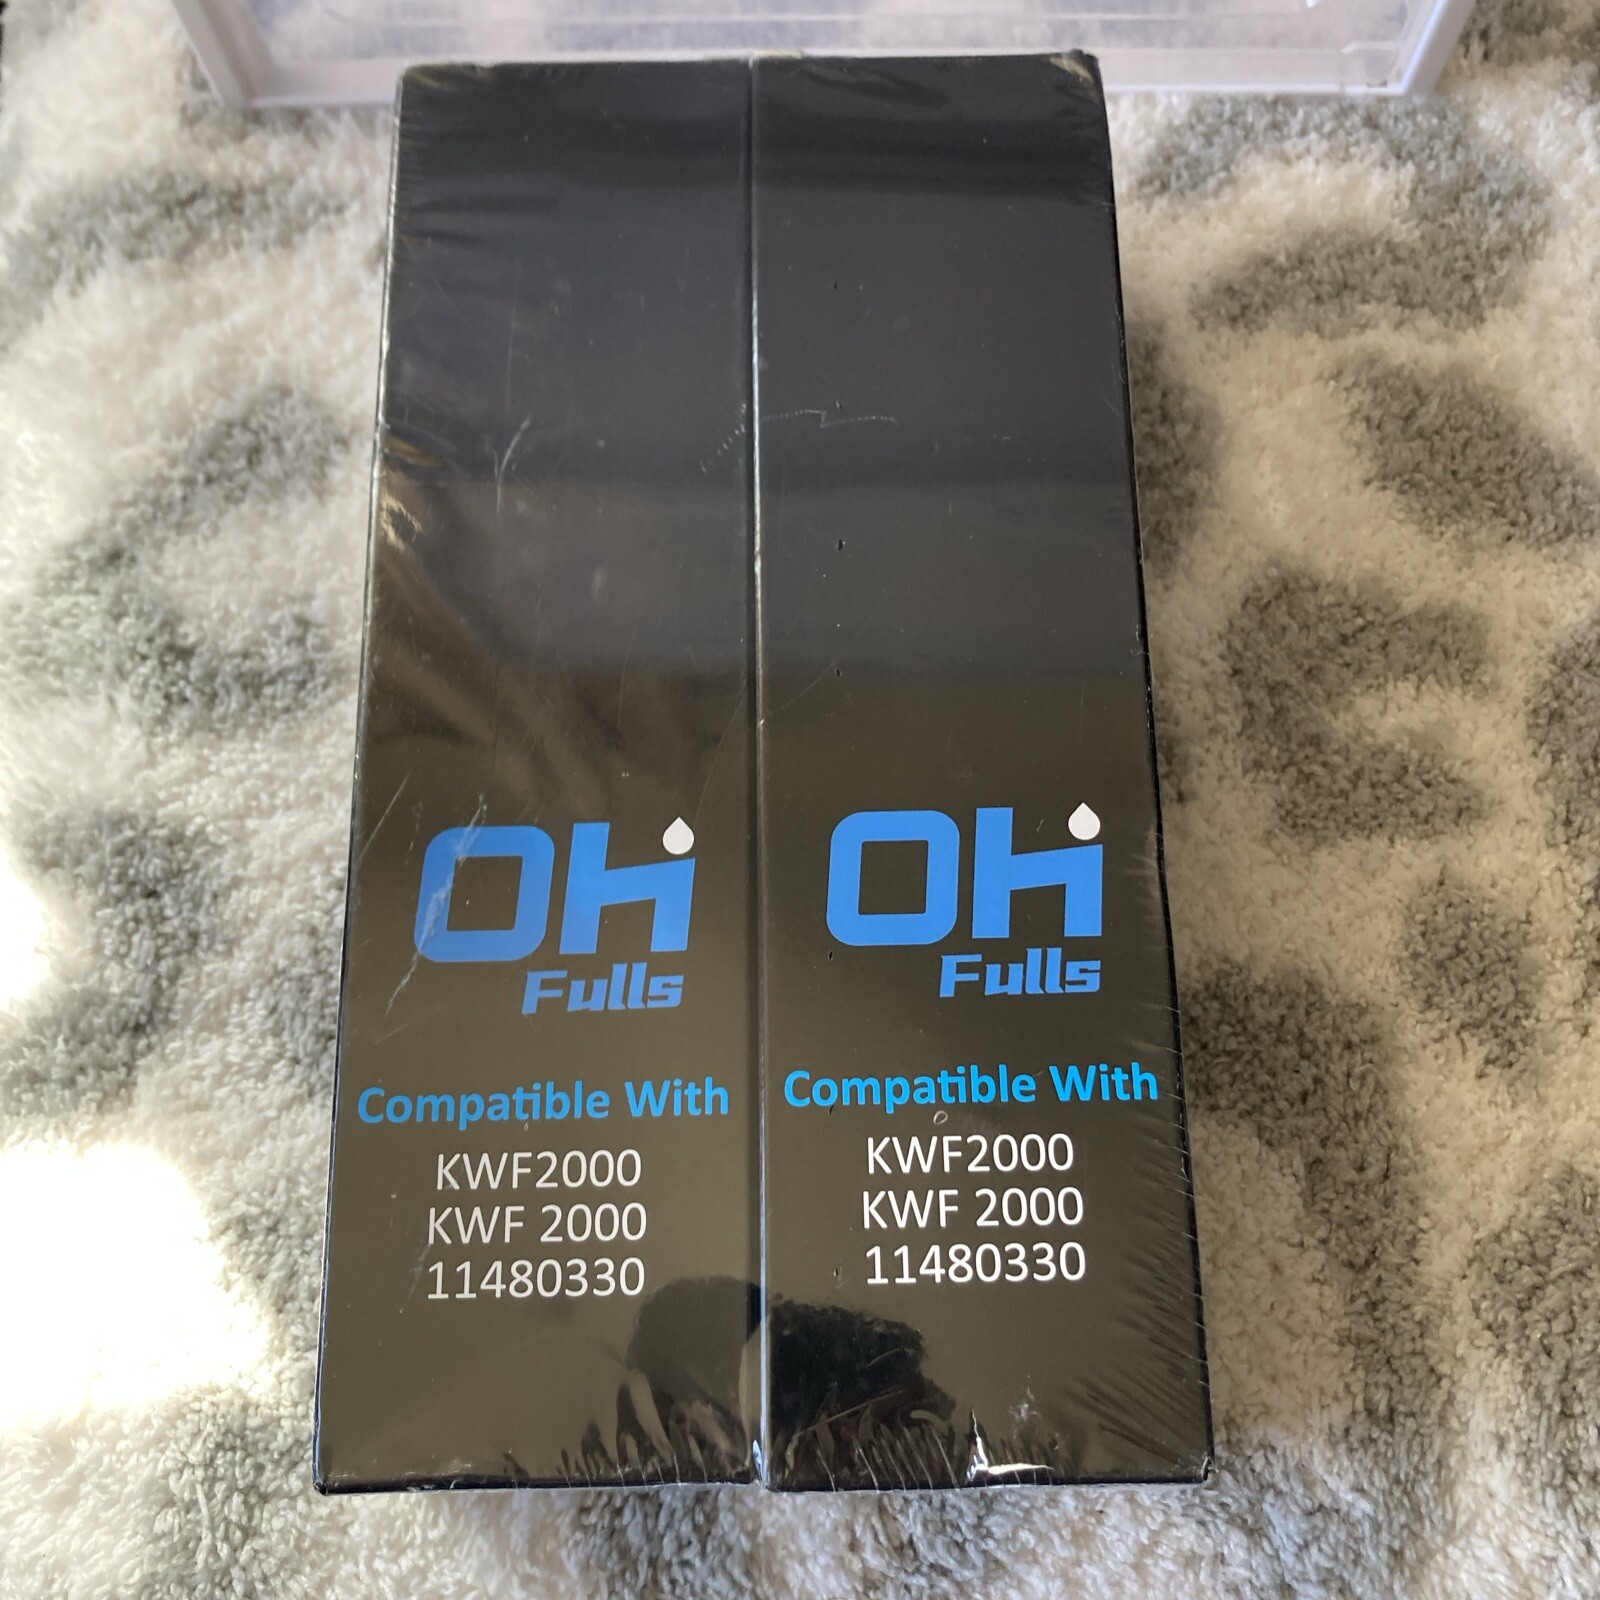 Oh
Fulls
Compatible With
KWF2000
KWF 2000
11480330
Oh
Fulls
Compatible With
KWF2000
KWF 2000
11480330